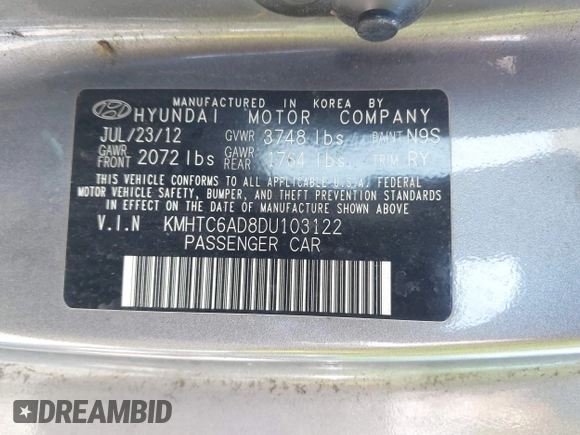 MANUFACTURED IN KOREA BY
HYUNDAI MOTOR COMPANY
JUL/23/12 GVWR 3748 lbs PAINT N9S
GAWR FRONT 2072 lbs GAWR REAR 1764 lbs. TRIM RY
THIS VEHICLE CONFORMS TO ALL APPLICABLE U.S.A. FEDERAL
MOTOR VEHICLE SAFETY, BUMPER, AND THEFT PREVENTION STANDARDS
IN EFFECT ON THE DATE OF MANUFACTURE SHOWN ABOVE
V.I.N KMHTC6AD8DU103122
PASSENGER CAR
DREAMBID